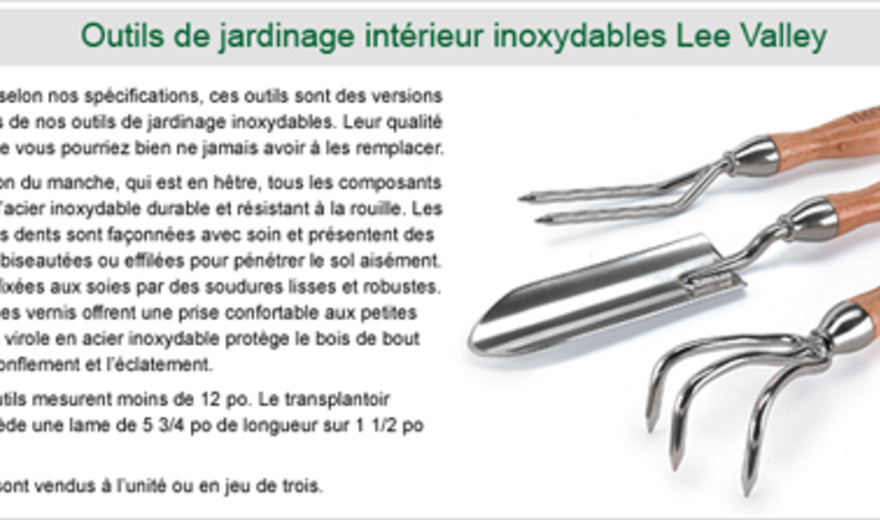 Outils de jardinage intérieur inoxydables Lee Valley
selon nos spécifications, ces outils sont des versions
de nos outils de jardinage inoxydables. Leur qualité
vous pourriez bien ne jamais avoir à les remplacer.
du manche, qui est en hêtre, tous les composants
d'acier inoxydable durable et résistant à la rouille. Les
dents sont façonnées avec soin et présentent des
biseautées ou effilées pour pénétrer le sol aisément.
fixées aux soies par des soudures lisses et robustes.
vernis offrent une prise confortable aux petites
virole en acier inoxydable protège le bois de bout
et l'éclatement.
mesurent moins de 12 po. Le transplantoir
une lame de 5 3/4 po de longueur sur 1 1/2 po
sont vendus à l'unité ou en jeu de trois.